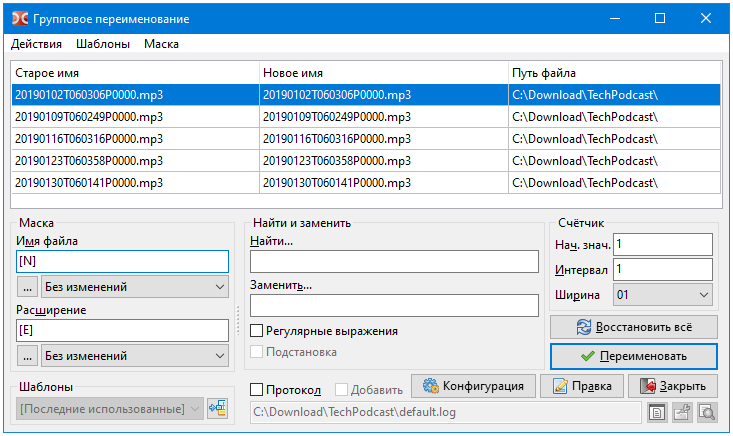 Групповое переименование
Действия Шаблоны Маска
Старое имя Новое имя Путь файла
20190102T060306P0000.mp3 20190102T060306P0000.mp3 C:\Download\TechPodcast\
20190109T060249P0000.mp3 20190109T060249P0000.mp3 C:\Download\TechPodcast\
20190116T060316P0000.mp3 20190116T060316P0000.mp3 C:\Download\TechPodcast\
20190123T060358P0000.mp3 20190123T060358P0000.mp3 C:\Download\TechPodcast\
20190130T060141P0000.mp3 20190130T060141P0000.mp3 C:\Download\TechPodcast\
Маска
Имя файла
[N]
... Без изменений
Расширение
[E]
... Без изменений
Шаблоны
[Последние использованные]
Найти и заменить
Найти...
Заменить...
Регулярные выражения
Подстановка
Счётчик
Нач. знач. 1
Интервал 1
Ширина 01
Восстановить всё
Переименовать
Протокол Добавить Конфигурация Правка Закрыть
C:\Download\TechPodcast\default.log